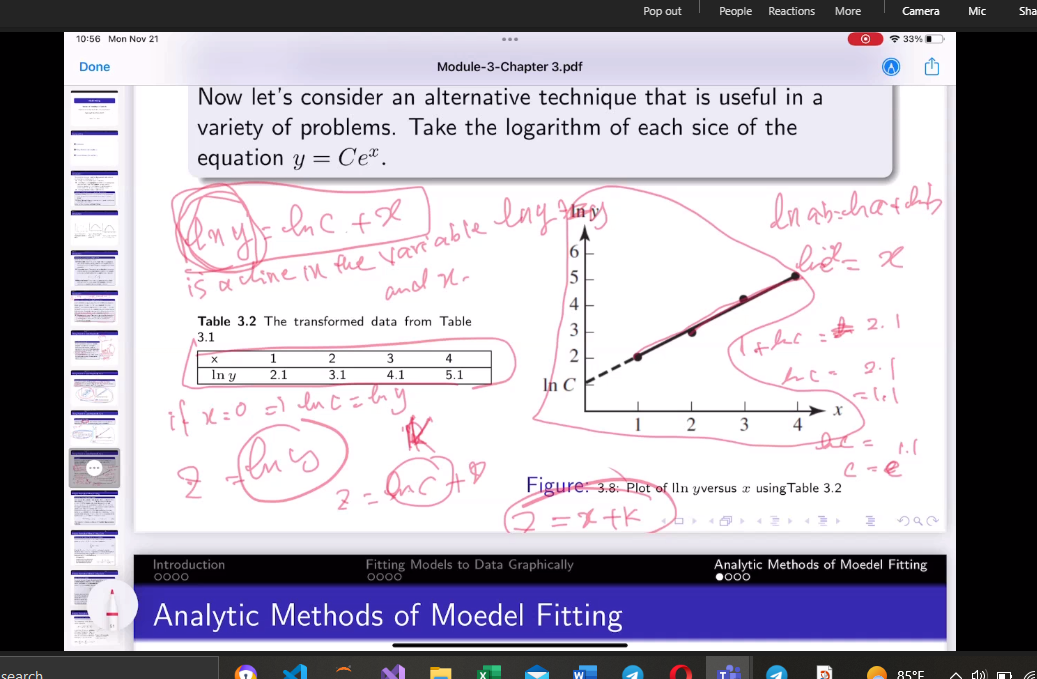 Pop out People Reactions More Camera Mic Sha
10:56 Mon Nov 21
33%
Done
Module-3-Chapter 3.pdf
Now let's consider an alternative technique that is useful in a
variety of problems. Take the logarithm of each sice of the
equation y = Ce^x.
ln y = ln C + x
is a line in the variable ln y
and x.
ln ab = ln a + ln b
Table 3.2 The transformed data from Table
3.1
x 1 2 3 4
ln y 2.1 3.1 4.1 5.1
if x=0 => ln c = ln y
K
z = ln y
z = ln C + x
z = x + K
ln y
6
5
4
3
2
ln C
1 2 3 4 x
1 + ln C = 2.1
ln C = 2.1
= 1.1
ln C = 1.1
C = e
Figure: 3.8: Plot of lln yversus x usingTable 3.2
Introduction Fitting Models to Data Graphically Analytic Methods of Moedel Fitting
Analytic Methods of Moedel Fitting
search
85°F